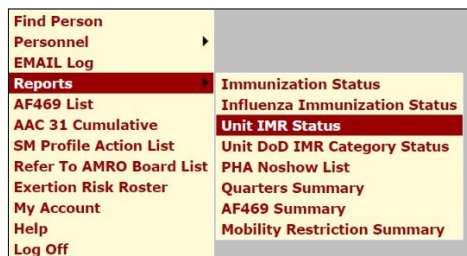 Find Person
Personnel
EMAIL Log
Reports
AF469 List
AAC 31 Cumulative
SM Profile Action List
Refer To AMRO Board List
Exertion Risk Roster
My Account
Help
Log Off
Immunization Status
Influenza Immunization Status
Unit IMR Status
Unit DoD IMR Category Status
PHA Noshow List
Quarters Summary
AF469 Summary
Mobility Restriction Summary